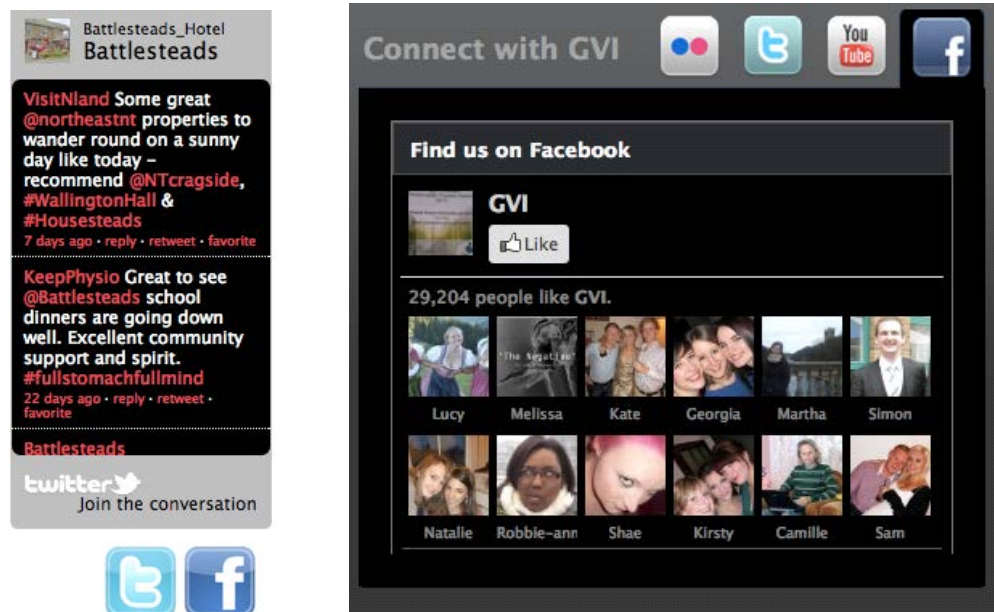 Battlesteads_Hotel
Battlesteads
VisitNland Some great
@northeastnt properties to
wander round on a sunny
day like today -
recommend @NTcragside,
#WallingtonHall &
#Housesteads
7 days ago · reply · retweet · favorite
KeepPhysio Great to see
@Battlesteads school
dinners are going down
well. Excellent community
support and spirit.
#fullstomachfullmind
22 days ago · reply · retweet ·
favorite
Battlesteads
twitter
Join the conversation
Connect with GVI
You
Tube
Find us on Facebook
GVI
Like
29,204 people like GVI.
"The Negative"
Lucy Melissa Kate Georgia Martha Simon
Natalie Robbie-ann Shae Kirsty Camille Sam